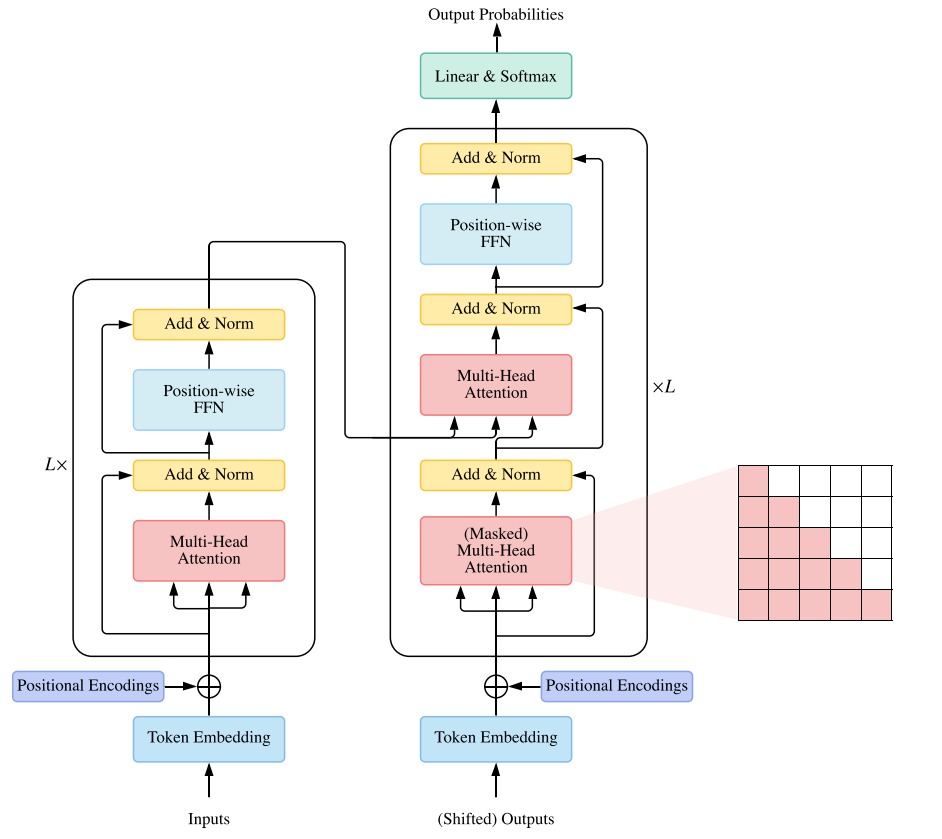 Output Probabilities
Linear & Softmax
Add & Norm
Position-wise
FFN
Add & Norm
Multi-Head
Attention
×L
Add & Norm
(Masked)
Multi-Head
Attention
Positional Encodings
Token Embedding
(Shifted) Outputs
Add & Norm
Position-wise
FFN
L×
Add & Norm
Multi-Head
Attention
Positional Encodings
Token Embedding
Inputs